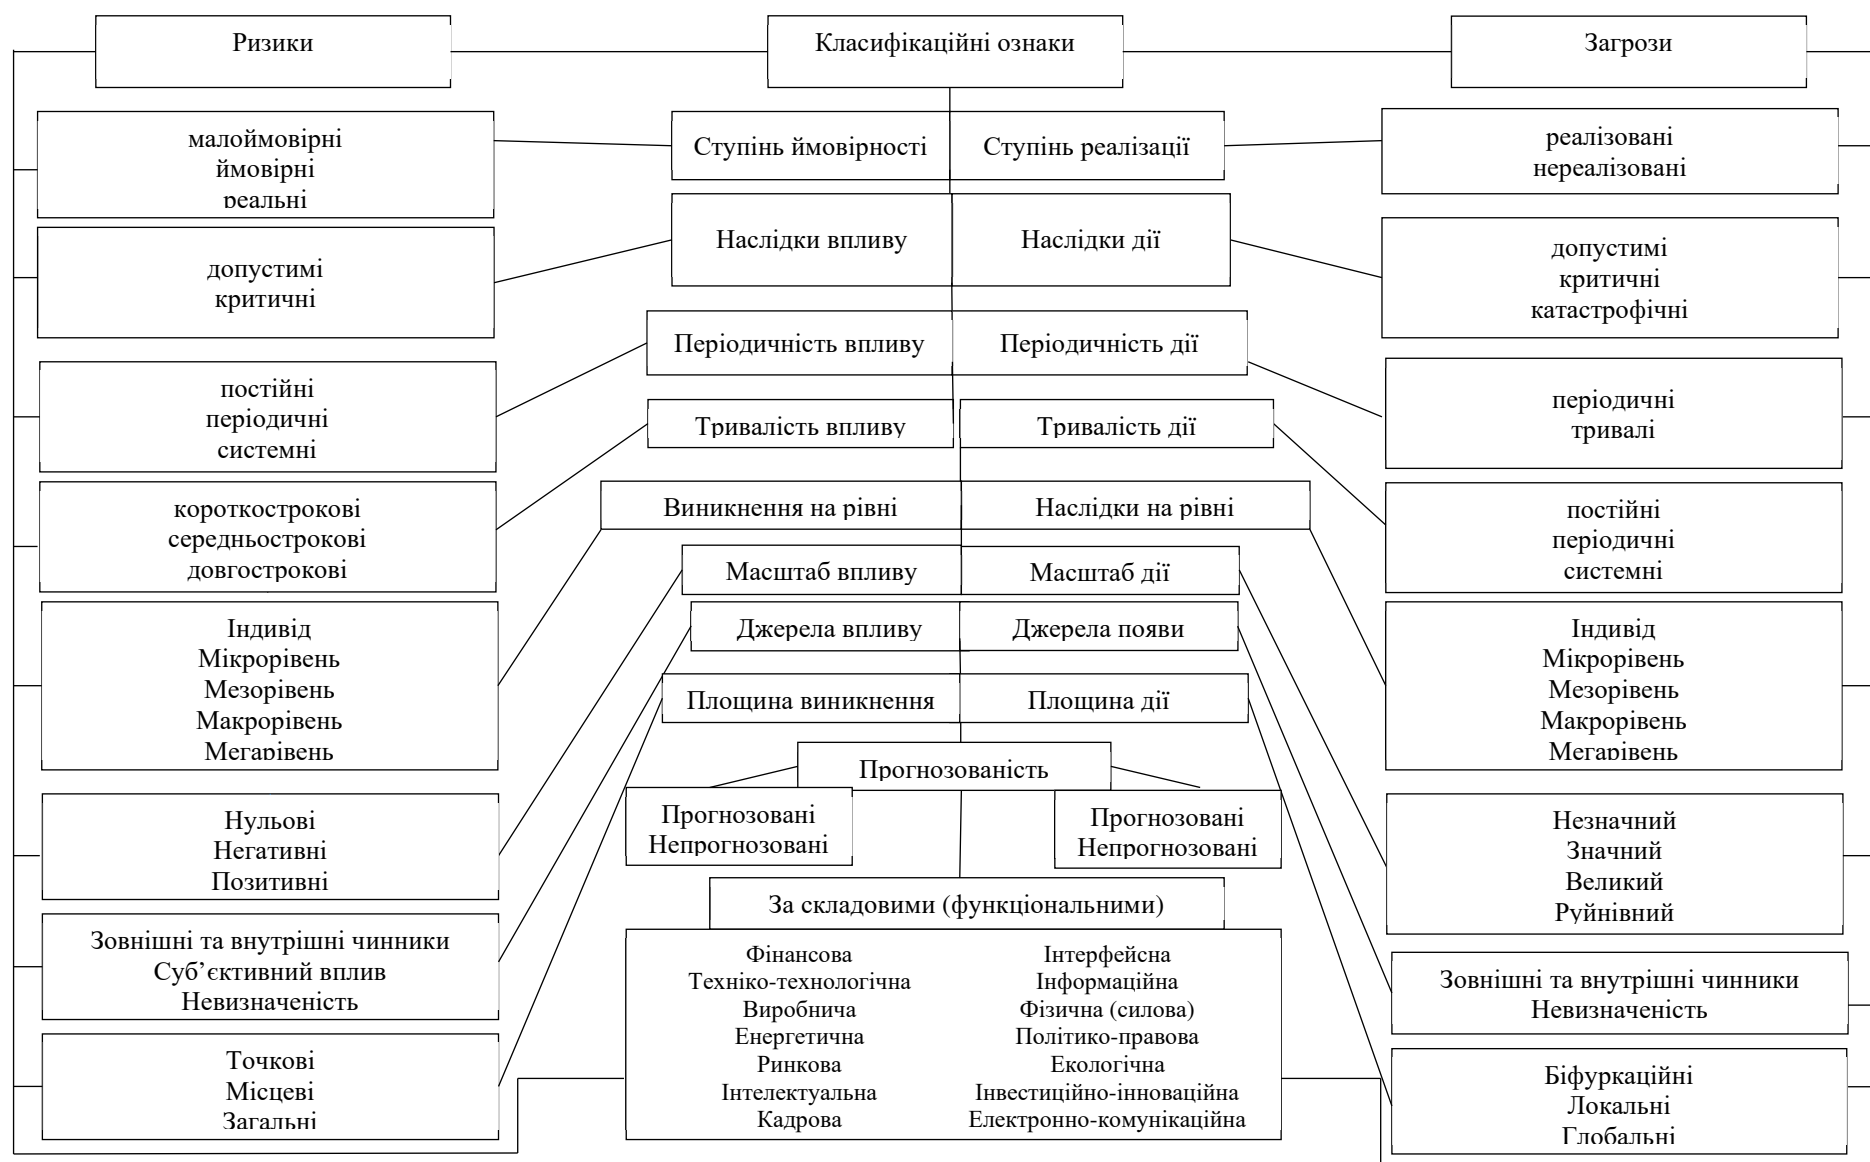 Ризики
Класифікаційні ознаки
Загрози
малоймовірні
ймовірні
реальні
Ступінь ймовірності
Ступінь реалізації
реалізовані
нереалізовані
допустимі
критичні
Наслідки впливу
Наслідки дії
допустимі
критичні
катастрофічні
постійні
періодичні
системні
Періодичність впливу
Періодичність дії
періодичні
тривалі
короткострокові
середньострокові
довгострокові
Тривалість впливу
Тривалість дії
постійні
періодичні
системні
Індивід
Мікрорівень
Мезорівень
Макрорівень
Мегарівень
Виникнення на рівні
Наслідки на рівні
Індивід
Мікрорівень
Мезорівень
Макрорівень
Мегарівень
Масштаб впливу
Масштаб дії
Джерела впливу
Джерела появи
Площина виникнення
Площина дії
Нульові
Негативні
Позитивні
Прогнозованість
Прогнозовані
Непрогнозовані
Прогнозовані
Непрогнозовані
Незначний
Значний
Великий
Руйнівний
Зовнішні та внутрішні чинники
Суб’єктивний вплив
Невизначеність
За складовими (функціональними)
Зовнішні та внутрішні чинники
Невизначеність
Точкові
Місцеві
Загальні
Фінансова
Техніко-технологічна
Виробнича
Енергетична
Ринкова
Інтелектуальна
Кадрова
Інтерфейсна
Інформаційна
Фізична (силова)
Політико-правова
Екологічна
Інвестиційно-інноваційна
Електронно-комунікаційна
Біфуркаційні
Локальні
Глобальні